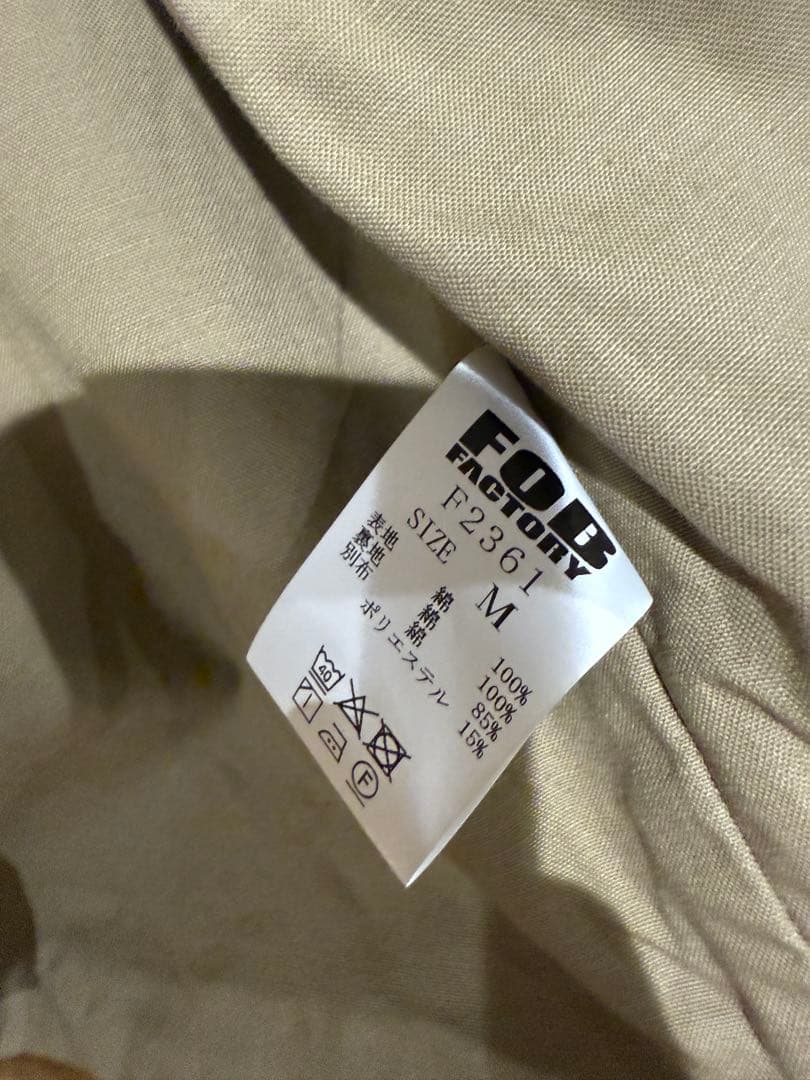 FOB
FACTORY
F2361
SIZE M
表地 綿 100%
裏地 綿 100%
別布 綿 85%
ポリエステル 15%
40
F